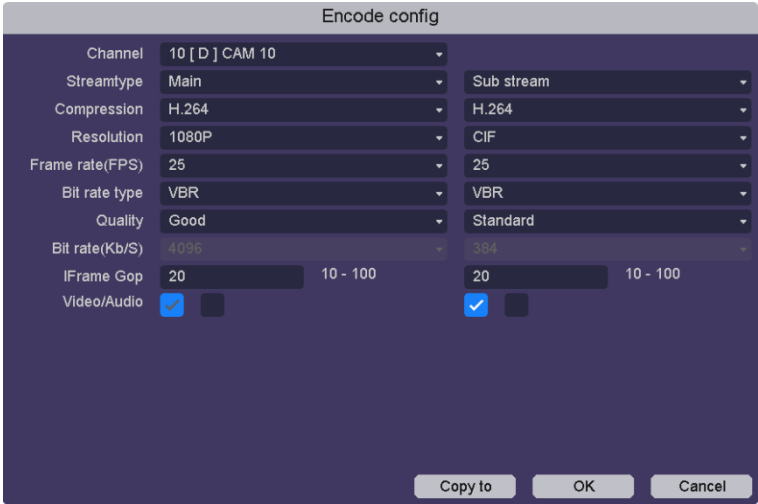 Encode config
Channel 10 [ D ] CAM 10
Streamtype Main Sub stream
Compression H.264 H.264
Resolution 1080P CIF
Frame rate(FPS) 25 25
Bit rate type VBR VBR
Quality Good Standard
Bit rate(Kb/S) 4096 384
IFrame Gop 20 10 - 100 20 10 - 100
Video/Audio
Copy to OK Cancel